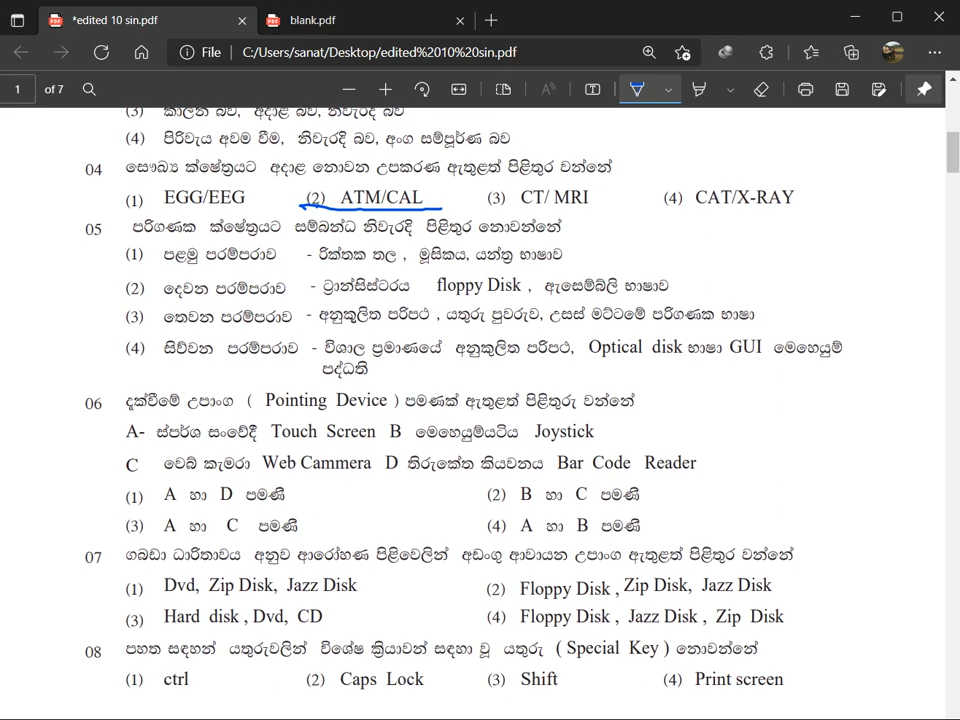 *edited 10 sin.pdf
blank.pdf
File C:/Users/sanat/Desktop/edited%2010%20sin.pdf
1 of 7
(3) කාලීන බව, අදාළ බව, නිවැරදි බව
(4) පිරිවැය අවම වීම, නිවැරදි බව, අංග සම්පූර්ණ බව
04 සෞඛ්‍ය ක්ෂේත්‍රයට අදාළ නොවන උපකරණ ඇතුළත් පිළිතුර වන්නේ
(1) EGG/EEG (2) ATM/CAL (3) CT/ MRI (4) CAT/X-RAY
05 පරිගණක ක්ෂේත්‍රයට සම්බන්ධ නිවැරදි පිළිතුර නොවන්නේ
(1) පළමු පරම්පරාව - රික්තක තල , මූසිකය, යන්ත්‍ර භාෂාව
(2) දෙවන පරම්පරාව - ට්‍රාන්සිස්ටරය floppy Disk , ඇසෙම්බ්ලි භාෂාව
(3) තෙවන පරම්පරාව - අනුකූලිත පරිපථ , යතුරු පුවරුව, උසස් මට්ටමේ පරිගණක භාෂා
(4) සිව්වන පරම්පරාව - විශාල ප්‍රමාණයේ අනුකූලිත පරිපථ, Optical disk භාෂා GUI මෙහෙයුම්
පද්ධති
06 දැක්වීමේ උපාංග ( Pointing Device ) පමණක් ඇතුළත් පිළිතුරු වන්නේ
A- ස්පර්ශ සංවේදී Touch Screen B මෙහෙයුම්යටිය Joystick
C වෙබ් කැමරා Web Cammera D තිරුකේත කියවනය Bar Code Reader
(1) A හා D පමණි (2) B හා C පමණි
(3) A හා C පමණි (4) A හා B පමණි
07 ගබඩා ධාරිතාවය අනුව ආරෝහණ පිළිවෙලින් අඩංගු ආවායන උපාංග ඇතුළත් පිළිතුර වන්නේ
(1) Dvd, Zip Disk, Jazz Disk (2) Floppy Disk , Zip Disk, Jazz Disk
(3) Hard disk , Dvd, CD (4) Floppy Disk , Jazz Disk , Zip Disk
08 පහත සඳහන් යතුරුවලින් විශේෂ ක්‍රියාවන් සඳහා වූ යතුරු ( Special Key ) නොවන්නේ
(1) ctrl (2) Caps Lock (3) Shift (4) Print screen